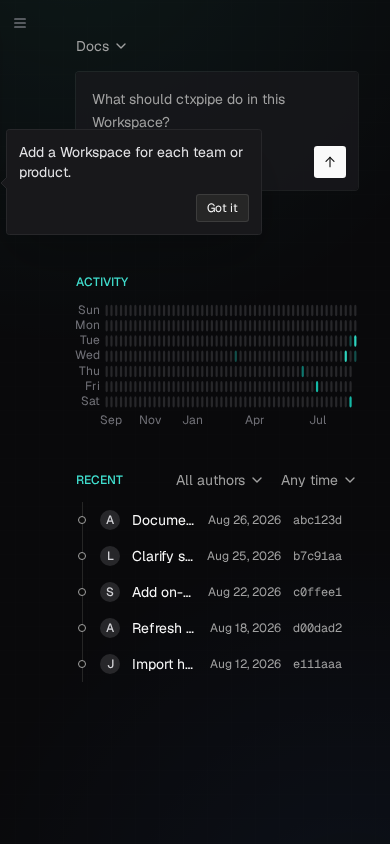 Docs
What should ctxpipe do in this
Workspace?
Add a Workspace for each team or
product.
Got it
ACTIVITY
Sun
Mon
Tue
Wed
Thu
Fri
Sat
Sep Nov Jan Apr Jul
RECENT All authors Any time
A Docume... Aug 26, 2026 abc123d
L Clarify s... Aug 25, 2026 b7c91aa
S Add on-... Aug 22, 2026 c0ffee1
A Refresh ... Aug 18, 2026 d00dad2
J Import h... Aug 12, 2026 e111aaa